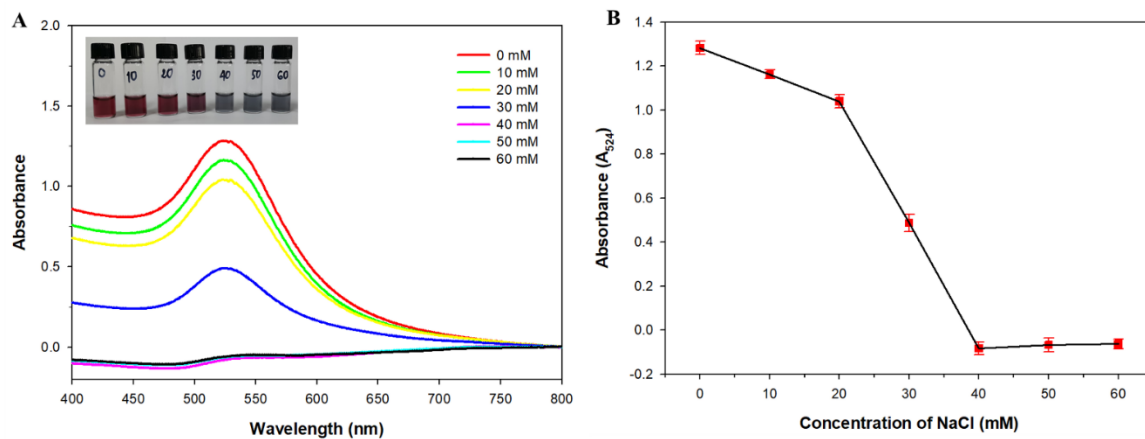 A
2.0
1.5
1.0
0.5
0.0
Absorbance
400 450 500 550 600 650 700 750 800
Wavelength (nm)
0 10 20 30 40 50 60
0 mM
10 mM
20 mM
30 mM
40 mM
50 mM
60 mM
B
1.4
1.2
1.0
0.8
0.6
0.4
0.2
0.0
-0.2
Absorbance (A524)
0 10 20 30 40 50 60
Concentration of NaCl (mM)